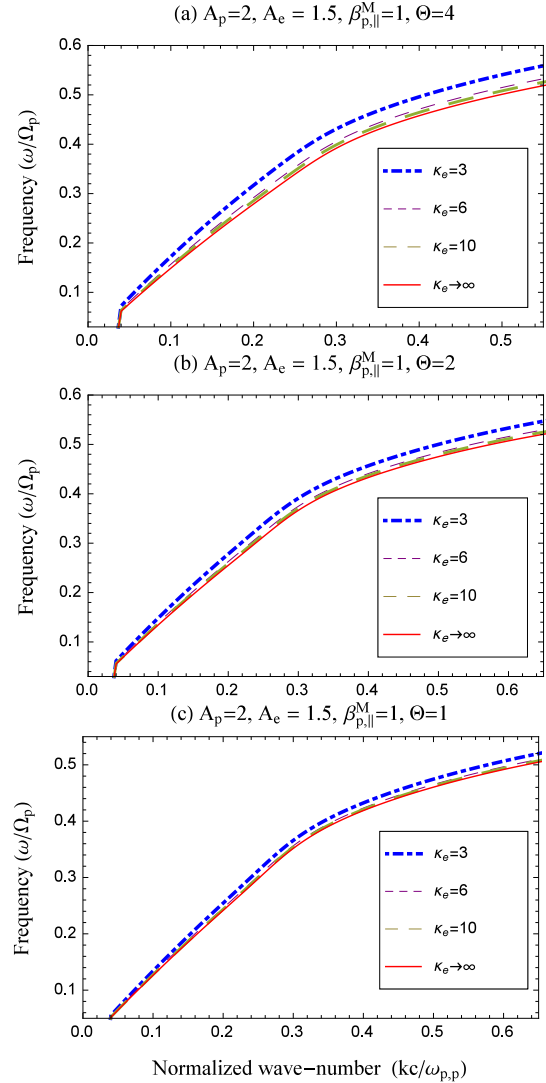 (a) A_p=2, A_e = 1.5, β^M_{p,||}=1, Θ=4
Frequency (ω/Ω_p)
0.6
0.5
0.4
0.3
0.2
0.1
κ_e=3
κ_e=6
κ_e=10
κ_e→∞
0.0 0.1 0.2 0.3 0.4 0.5
(b) A_p=2, A_e = 1.5, β^M_{p,||}=1, Θ=2
Frequency (ω/Ω_p)
0.6
0.5
0.4
0.3
0.2
0.1
κ_e=3
κ_e=6
κ_e=10
κ_e→∞
0.0 0.1 0.2 0.3 0.4 0.5 0.6
(c) A_p=2, A_e = 1.5, β^M_{p,||}=1, Θ=1
Frequency (ω/Ω_p)
0.5
0.4
0.3
0.2
0.1
κ_e=3
κ_e=6
κ_e=10
κ_e→∞
0.0 0.1 0.2 0.3 0.4 0.5 0.6
Normalized wave−number (kc/ω_{p,p})